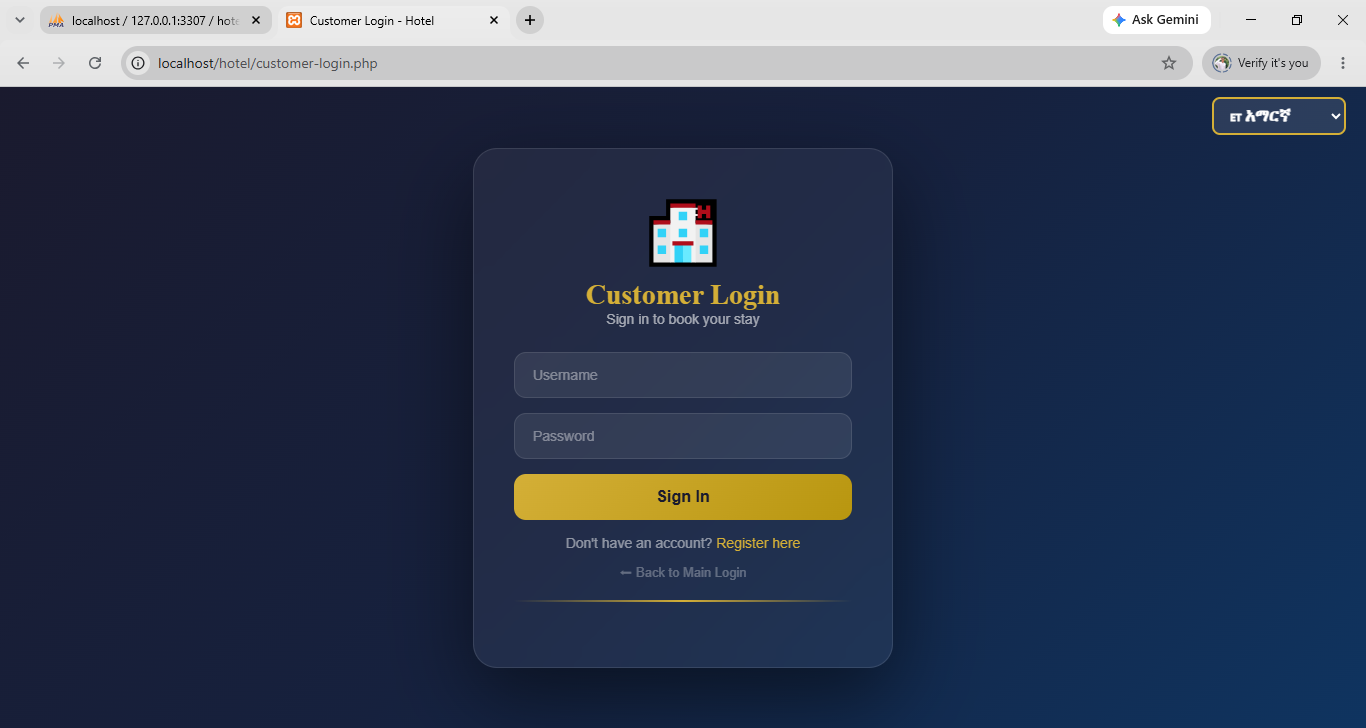 localhost / 127.0.0.1:3307 / hote
Customer Login - Hotel
Ask Gemini
localhost/hotel/customer-login.php
Verify it's you
ET አማርኛ
H
Customer Login
Sign in to book your stay
Username
Password
Sign In
Don't have an account? Register here
← Back to Main Login